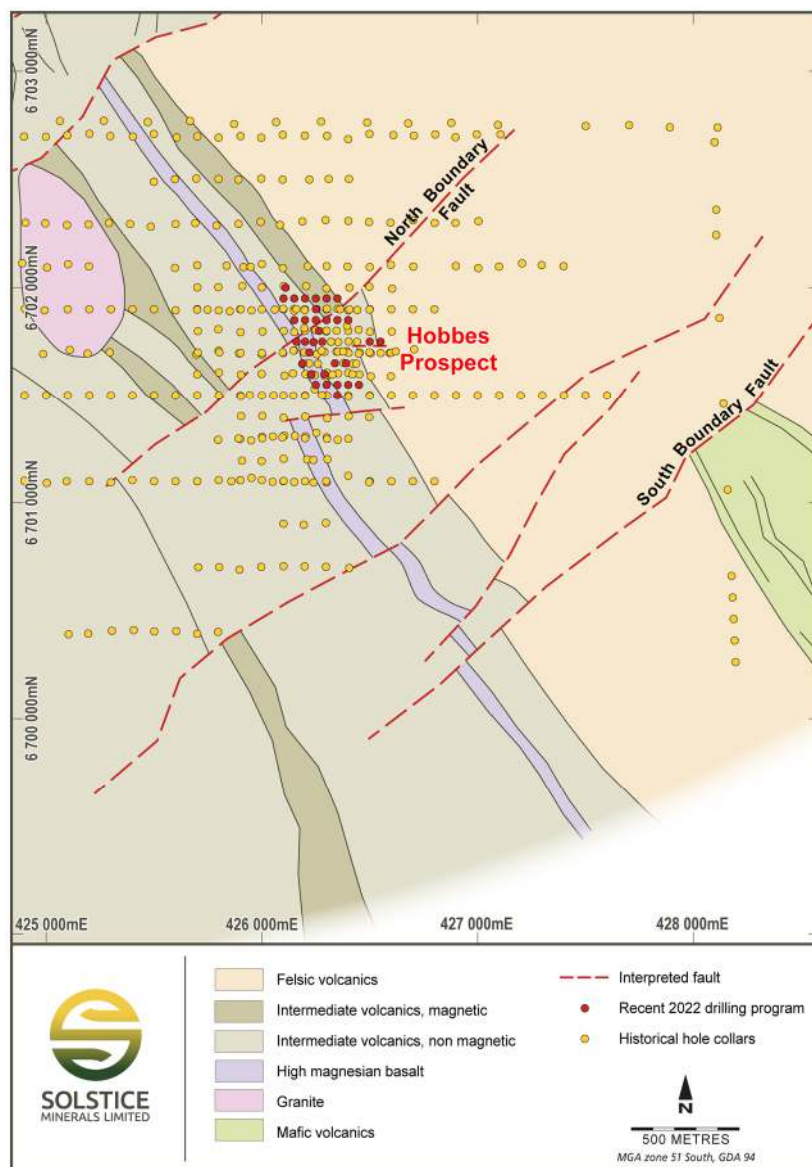 6 703 000mN
North Boundary
Fault
6 702 000mN
Hobbes
Prospect
South Boundary Fault
6 701 000mN
6 700 000mN
425 000mE
426 000mE
427 000mE
428 000mE
SOLSTICE
MINERALS LIMITED
Felsic volcanics
Intermediate volcanics, magnetic
Intermediate volcanics, non magnetic
High magnesian basalt
Granite
Mafic volcanics
Interpreted fault
Recent 2022 drilling program
Historical hole collars
N
500 METRES
MGA zone 51 South, GDA 94